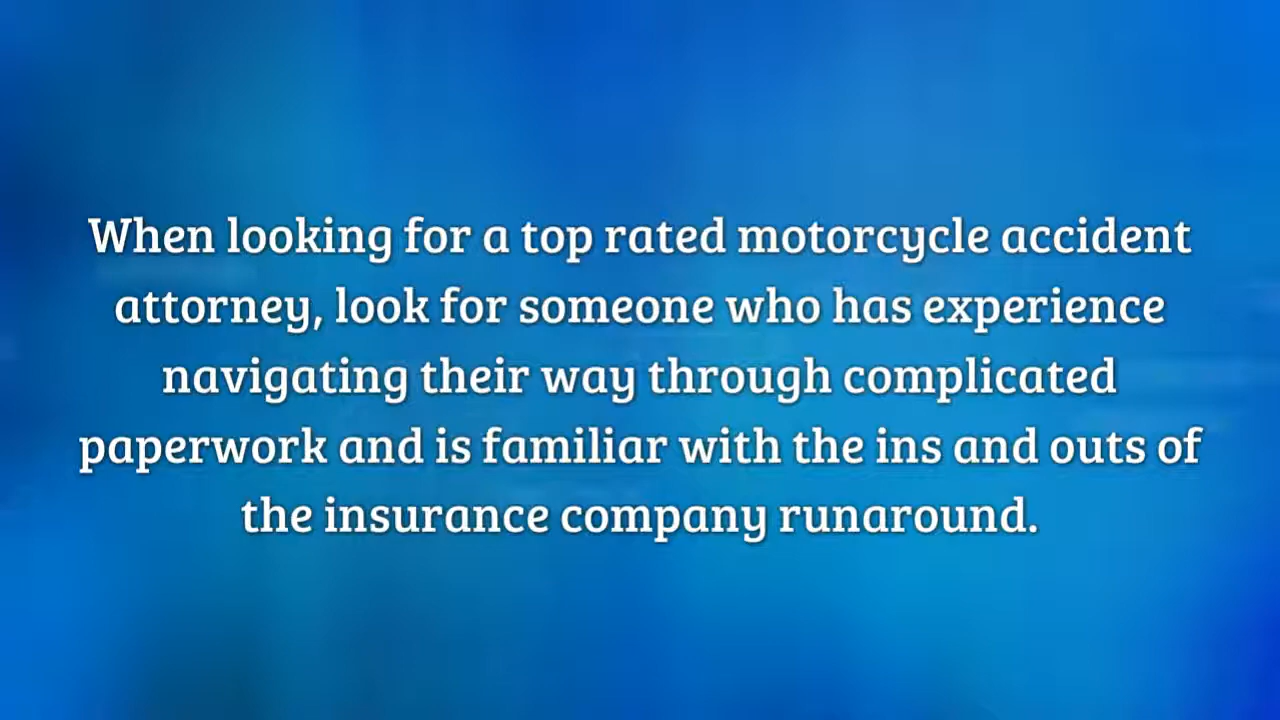 When looking for a top rated motorcycle accident
attorney, look for someone who has experience
navigating their way through complicated
paperwork and is familiar with the ins and outs of
the insurance company runaround.